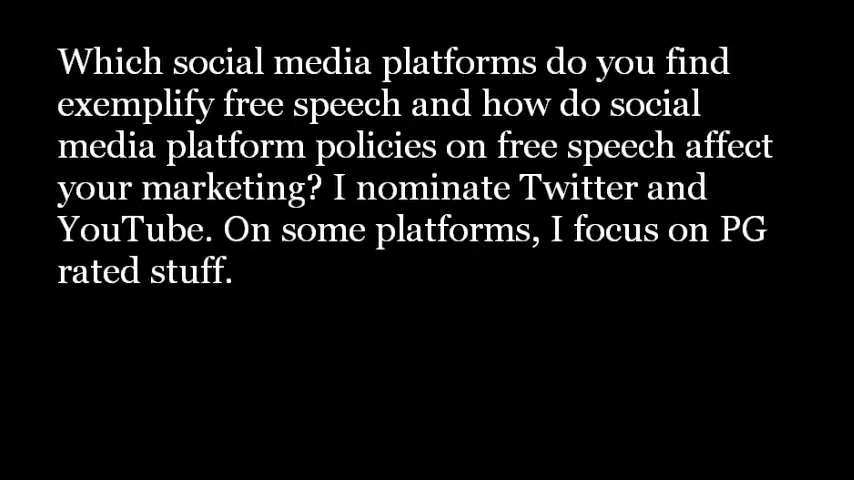 Which social media platforms do you find
exemplify free speech and how do social
media platform policies on free speech affect
your marketing? I nominate Twitter and
YouTube. On some platforms, I focus on PG
rated stuff.